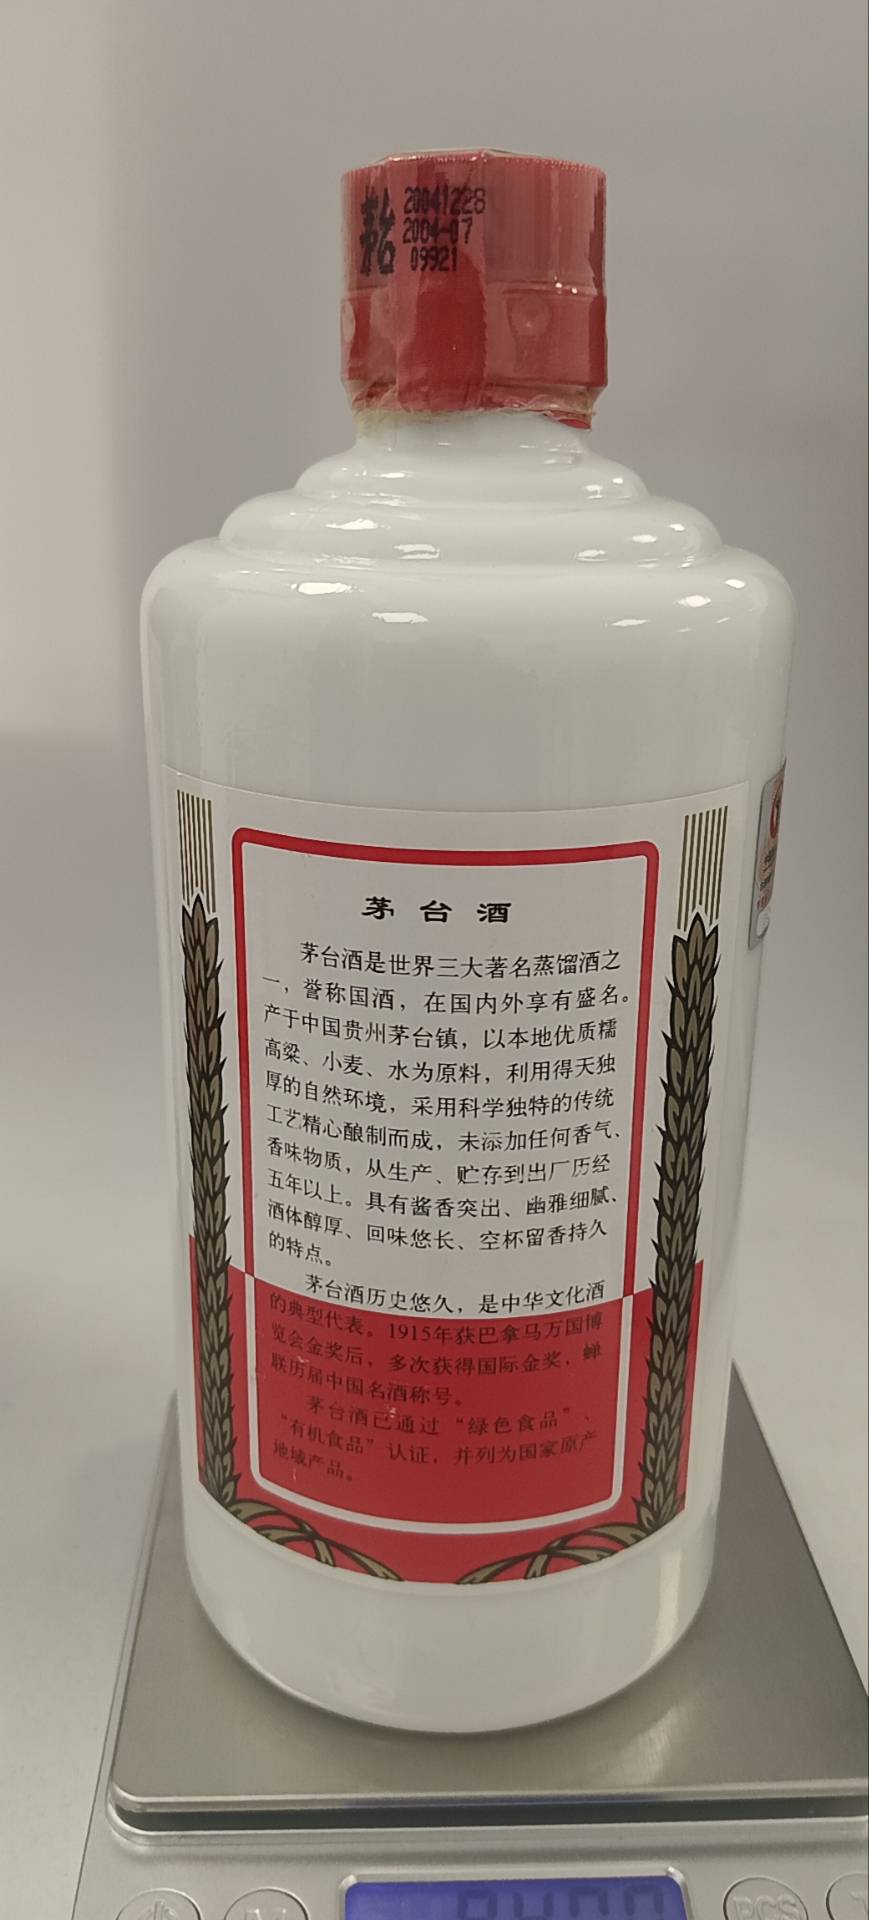 茅台
20041228
2004-07
09921
茅台酒
茅台酒是世界三大著名蒸馏酒之
一，誉称国酒，在国内外享有盛名。
产于中国贵州茅台镇，以本地优质糯
高粱、小麦、水为原料，利用得天独
厚的自然环境，采用科学独特的传统
工艺精心酿制而成，未添加任何香气、
香味物质，从生产、贮存到出厂历经
五年以上。具有酱香突出、幽雅细腻、
酒体醇厚、回味悠长、空杯留香持久
的特点。
茅台酒历史悠久，是中华文化酒
的典型代表。1915年获巴拿马万国博
览会金奖后，多次获得国际金奖，蝉
联历届中国名酒称号。
茅台酒已通过“绿色食品”、
“有机食品”认证，并列为国家原产
地域产品。
PCS